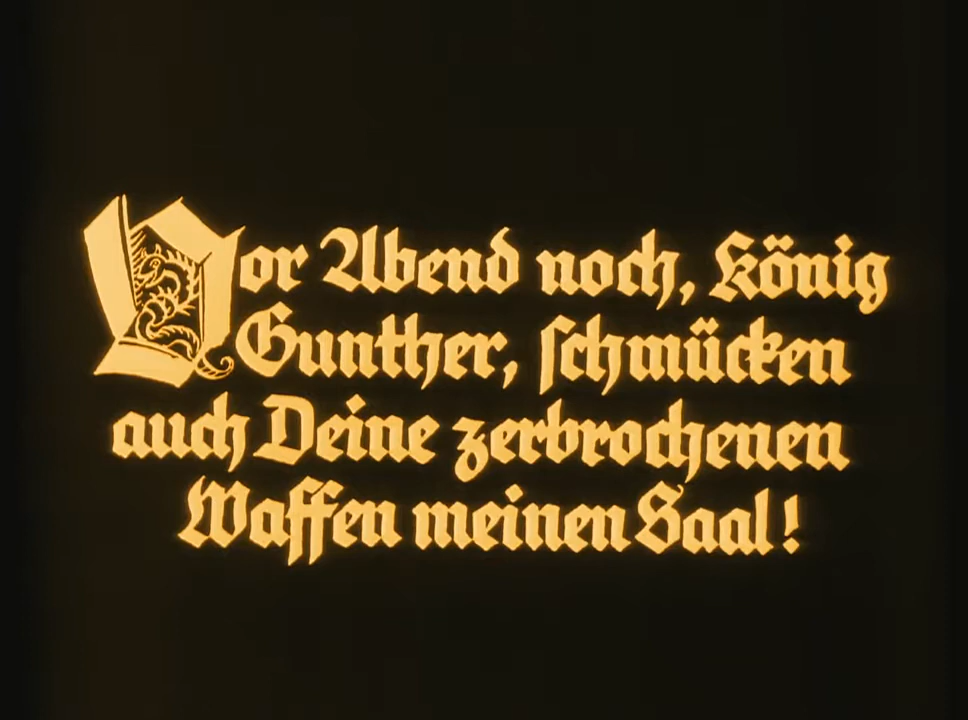 Vor Abend noch, König
Gunther, schmücken
auch Deine zerbrochenen
Waffen meinen Saal!